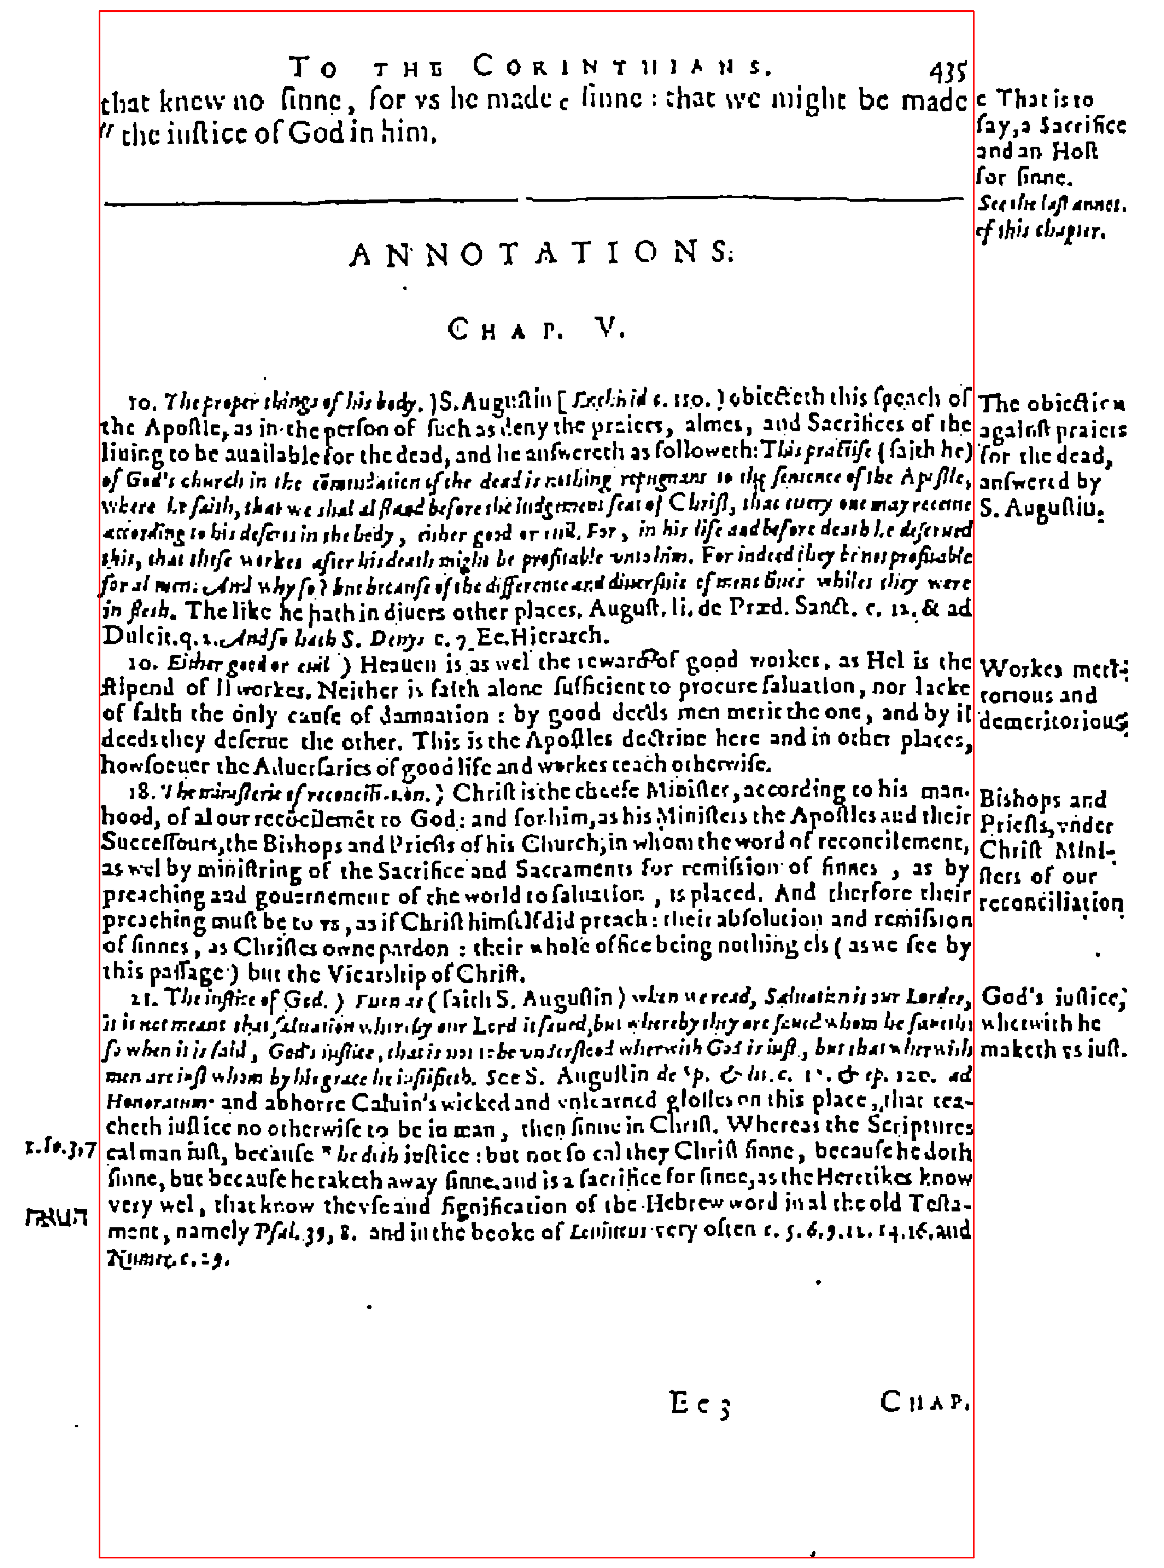 TO THE CORINTHIANS. 435
that knew no ſinne, for vs he made c ſinne: that we might be made
" the iuſtice of God in him.
c That is to
ſay, a Sacrifice
and an Hoſt
for ſinne.
See the laſt annot.
of this chapter.
ANNOTATIONS.
CHAP. V.
10. The proper things of his body.) S. Auguſtin [Enchirid c. 110.] obiecteth this ſpeach of
the Apoſtle, as in the perſon of ſuch as deny the praiers, almes, and Sacrifices of the
liuing to be auailable for the dead, and he anſwereth as followeth: This practiſe (ſaith he)
of God's church in the cōmendation of the dead is nothing repugnant to the ſentence of the Apoſtle,
where he ſaith, that we ſhal al ſtand before the iudgement ſeat of Chriſt, that euery one may receiue
according to his deſerts in the body, either good or euil. For, in his life and before death he deſerued
this, that theſe workes after his death might be profitable vnto him. For indeed they be not profitable
for al men. And why ſo? but becauſe of the difference and diuerſitie of mens liues whiles they were
in fleſh. The like he hath in diuers other places. Auguſt. li. de Præd. Sanct. c. 12. & ad
Dulcit. q. 2. And ſo hath S. Denys c. 7. Ec. Hierarch.
The obiection
againſt praiers
for the dead,
anſwered by
S. Auguſtin.
10. Either good or euil) Heauen is as wel the reward of good workes, as Hel is the
ſtipend of il workes. Neither is faith alone ſufficient to procure ſaluation, nor lacke
of faith the only cauſe of damnation: by good deeds men merit the one, and by il
deeds they deſerue the other. This is the Apoſtles doctrine here and in other places,
howſoeuer the Aduerſaries of good life and workes teach otherwiſe.
Workes meri-
torious and
demeritorious
18. The miniſterie of reconciliation.) Chriſt is the cheefe Miniſter, according to his man-
hood, of al our recōcilemēt to God: and for him, as his Miniſters the Apoſtles and their
Succeſſours, the Bishops and Prieſts of his Church, in whom the word of reconcilement,
as wel by miniſtring of the Sacrifice and Sacraments for remiſsion of ſinnes, as by
preaching and gouernement of the world to ſaluation, is placed. And therfore their
preaching muſt be to vs, as if Chriſt himſelf did preach: their abſolution and remiſsion
of ſinnes, as Chriſtes owne pardon: their whole office being nothing els (as we ſee by
this paſſage) but the Vicarship of Chriſt.
Bishops and
Prieſts, vnder
Chriſt Mini-
ſters of our
reconciliation
21. The iuſtice of God.) Euen as (ſaith S. Auguſtin) when we read, Saluation is our Lordes,
it is not meant that ſaluation whereby our Lord is ſaued, but whereby they are ſaued whom he ſaueth:
ſo when it is ſaid, God's iuſtice, that is not to be vnderſtood wherwith God is iuſt, but that wherwith
men are iuſt whom by his grace he iuſtifieth. See S. Auguſtin de Sp. & lit. c. 18. & ep. 120. ad
Honoratum. and abhorre Caluin's wicked and vnlearned gloſſes on this place, that tea-
cheth iuſtice no otherwiſe to be in man, then ſinne in Chriſt. Whereas the Scriptures
cal man iuſt, becauſe " he doth iuſtice: but not ſo cal they Chriſt ſinne, becauſe he doth
ſinne, but becauſe he taketh away ſinne, and is a ſacrifice for ſinne, as the Heretikes know
very wel, that know the vſe and ſignification of the Hebrew word in al the old Teſta-
ment, namely Pſal. 39, 8. and in the booke of Leuiticus very often c. 5. 6. 9. 12. 14. 16. and
Numer. c. 29.
God's iuſtice,
wherwith he
maketh vs iuſt.
1. Io. 3, 7
Ee 3 CHAP.